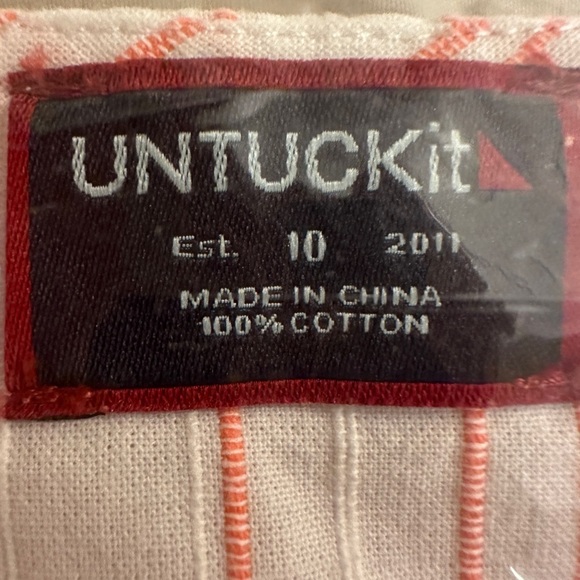 UNTUCKit
Est. 10 2011
MADE IN CHINA
100% COTTON